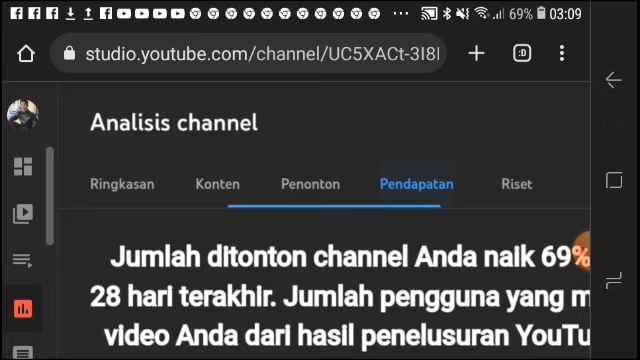 69% 03:09
studio.youtube.com/channel/UC5XACt-3I8
:D
Analisis channel
Ringkasan Konten Penonton Pendapatan Riset
Jumlah ditonton channel Anda naik 69%
28 hari terakhir. Jumlah pengguna yang m
video Anda dari hasil penelusuran YouTu